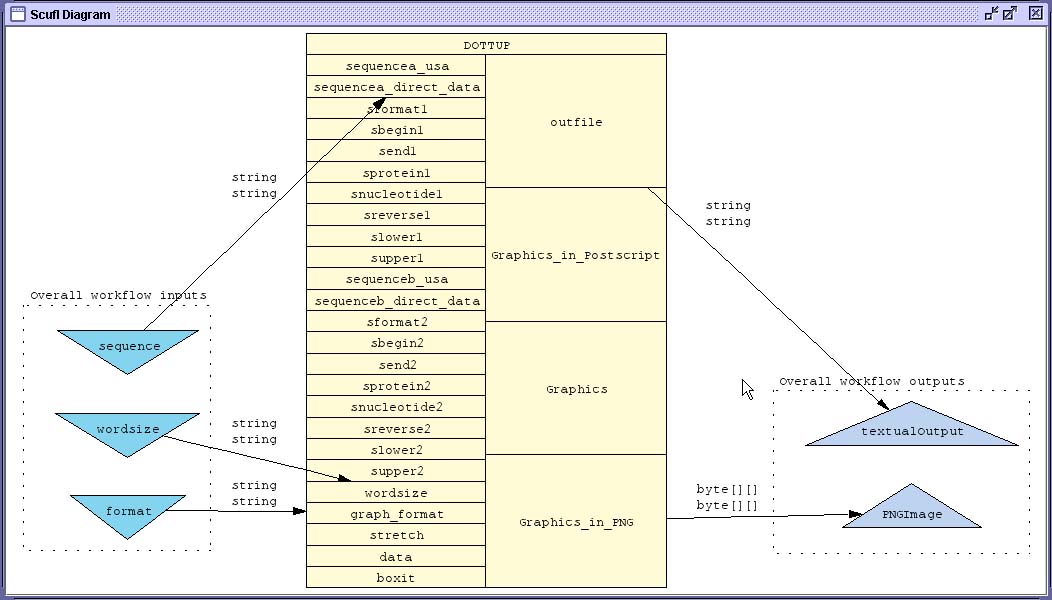 Scufl Diagram
DOTTUP
sequencea_usa
sequencea_direct_data
sformat1
sbegin1
send1
sprotein1
snucleotide1
sreverse1
slower1
supper1
sequenceb_usa
sequenceb_direct_data
sformat2
sbegin2
send2
sprotein2
snucleotide2
sreverse2
slower2
supper2
wordsize
graph_format
stretch
data
boxit
outfile
Graphics_in_Postscript
Graphics
Graphics_in_PNG
string
string
Overall workflow inputs
sequence
wordsize
format
string
string
string
string
string
string
Overall workflow outputs
textualOutput
byte[][]
byte[][]
PNGImage